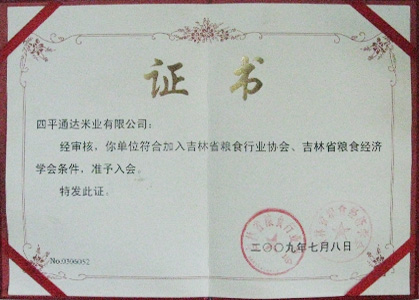 证书
四平通达米业有限公司：
经审核，你单位符合加入吉林省粮食行业协会、吉林省粮食经济
学会条件，准予入会。
特发此证。
二〇〇九年七月八日
No:0306052